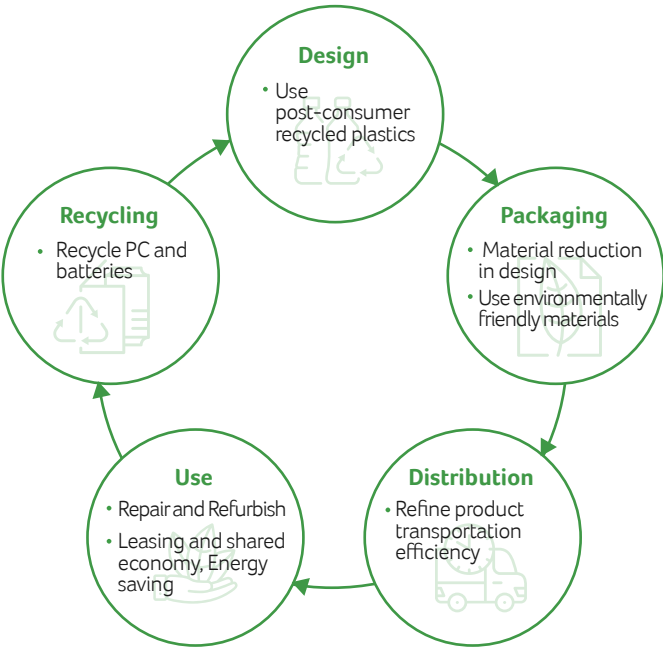 Design
• Use
post-consumer
recycled plastics
Packaging
• Material reduction
in design
• Use environmentally
friendly materials
Distribution
• Refine product
transportation
efficiency
Use
• Repair and Refurbish
• Leasing and shared
economy, Energy
saving
Recycling
• Recycle PC and
batteries